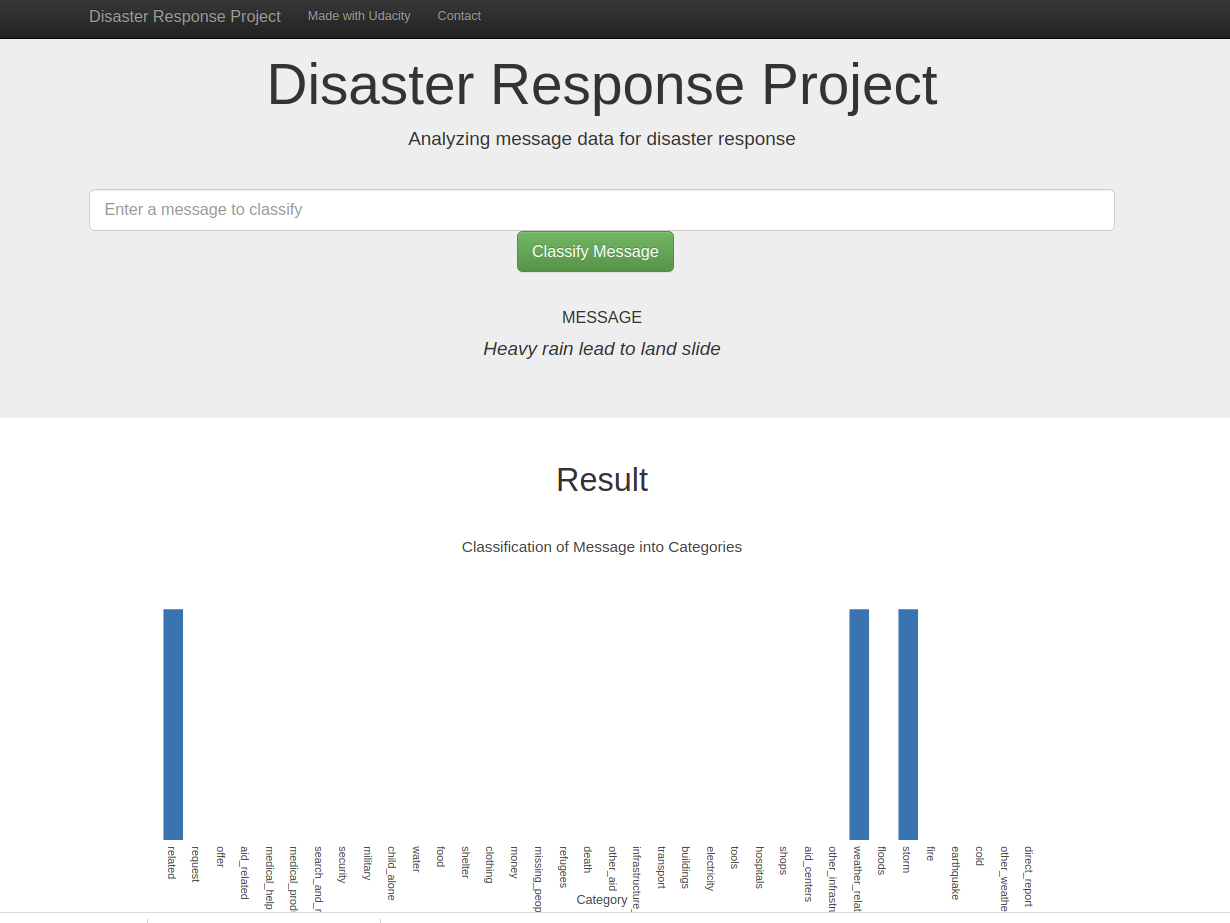 Disaster Response Project Made with Udacity Contact
Disaster Response Project
Analyzing message data for disaster response
Enter a message to classify
Classify Message
MESSAGE
Heavy rain lead to land slide
Result
Classification of Message into Categories
related
request
offer
aid_related
medical_help
medical_prod
search_and_r
security
military
child_alone
water
food
shelter
clothing
money
missing_peop
refugees
death
other_aid
infrastructure_
transport
buildings
electricity
tools
hospitals
shops
aid_centers
other_infrastru
weather_relat
floods
storm
fire
earthquake
cold
other_weathe
direct_report
Category